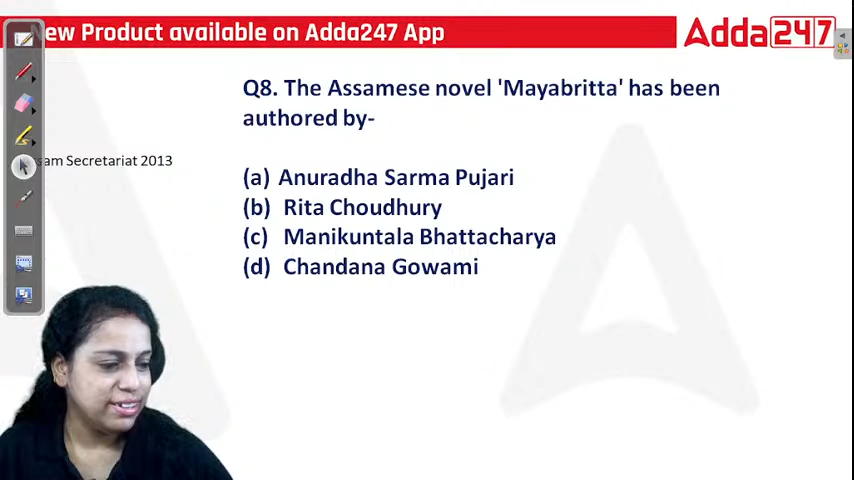 ew Product available on Adda247 App
Adda247
Q8. The Assamese novel 'Mayabritta' has been
authored by-
sam Secretariat 2013
(a) Anuradha Sarma Pujari
(b) Rita Choudhury
(c) Manikuntala Bhattacharya
(d) Chandana Gowami